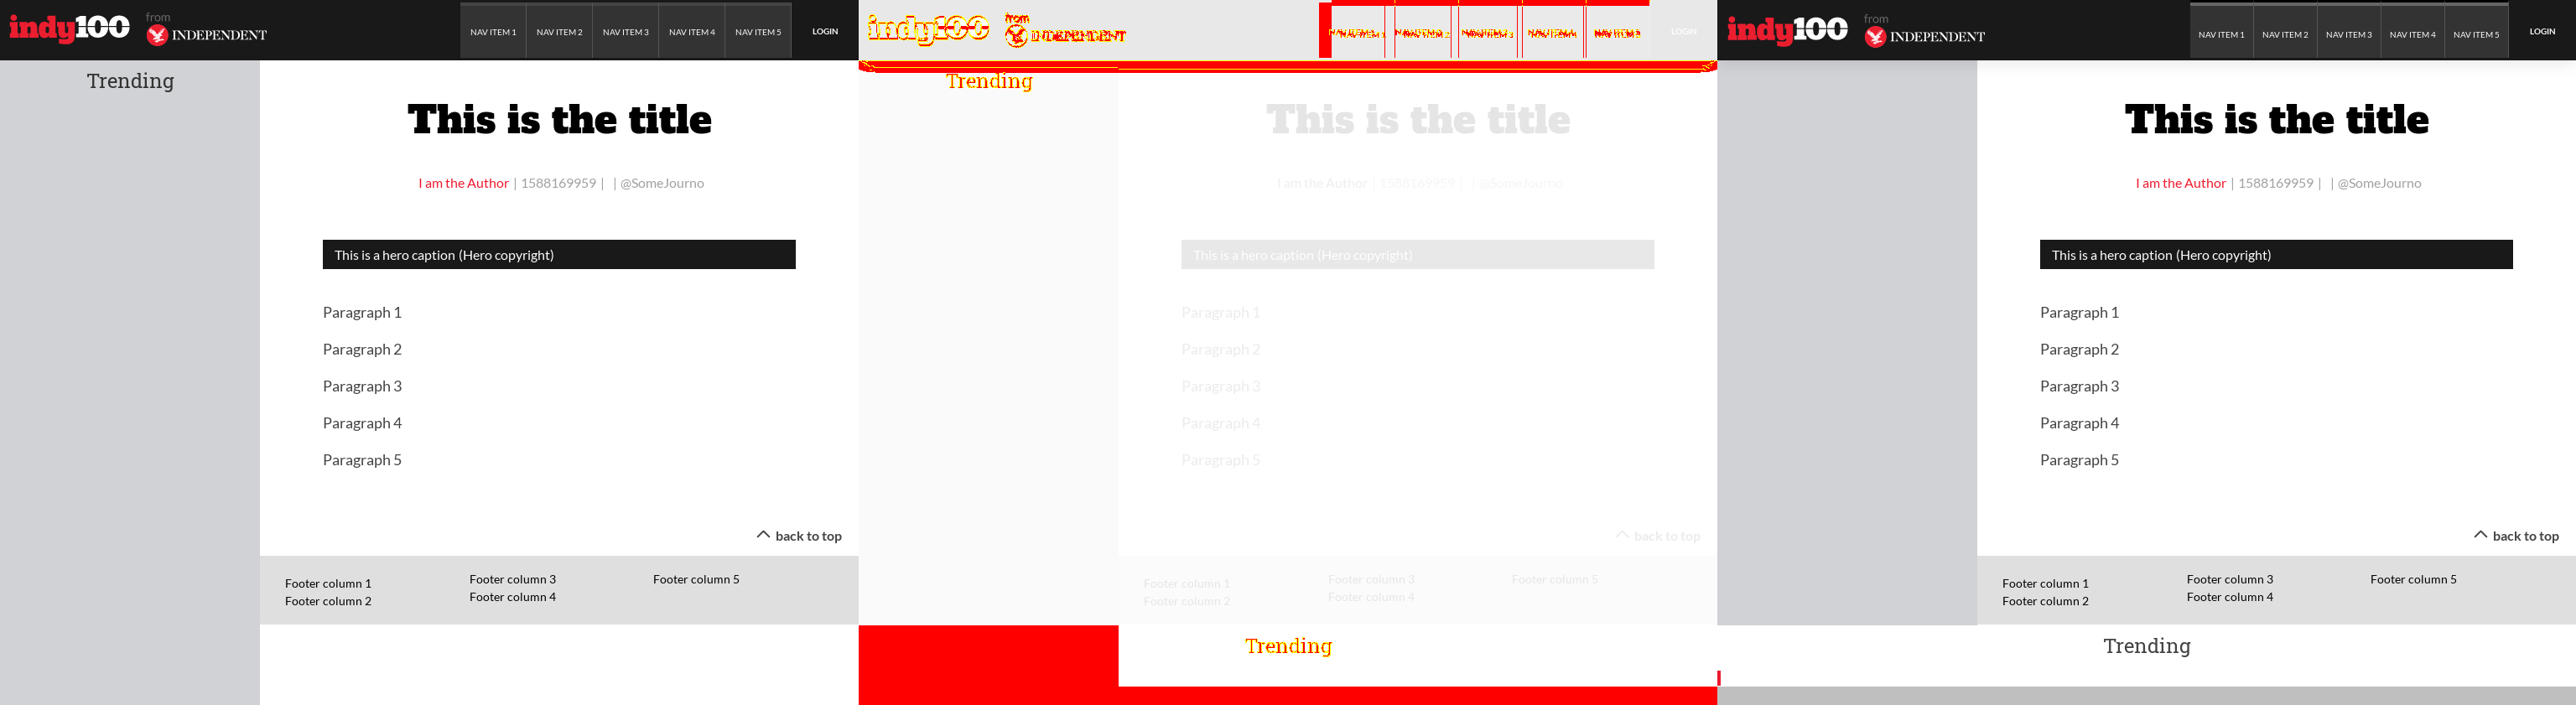 indy100 from INDEPENDENT NAV ITEM 1 NAV ITEM 2 NAV ITEM 3 NAV ITEM 4 NAV ITEM 5 LOGIN
Trending
This is the title
I am the Author | 1588169959 | | @SomeJourno
This is a hero caption (Hero copyright)
Paragraph 1
Paragraph 2
Paragraph 3
Paragraph 4
Paragraph 5
back to top
Footer column 1
Footer column 2
Footer column 3
Footer column 4
Footer column 5
indy100 from INDEPENDENT NAV ITEM 5 LOGIN
Trending
This is the title
I am the Author | 1588169959 | | @SomeJourno
This is a hero caption (Hero copyright)
Paragraph 1
Paragraph 2
Paragraph 3
Paragraph 4
Paragraph 5
back to top
Footer column 1
Footer column 2
Footer column 3
Footer column 4
Footer column 5
Trending
indy100 from INDEPENDENT NAV ITEM 1 NAV ITEM 2 NAV ITEM 3 NAV ITEM 4 NAV ITEM 5 LOGIN
This is the title
I am the Author | 1588169959 | | @SomeJourno
This is a hero caption (Hero copyright)
Paragraph 1
Paragraph 2
Paragraph 3
Paragraph 4
Paragraph 5
back to top
Footer column 1
Footer column 2
Footer column 3
Footer column 4
Footer column 5
Trending